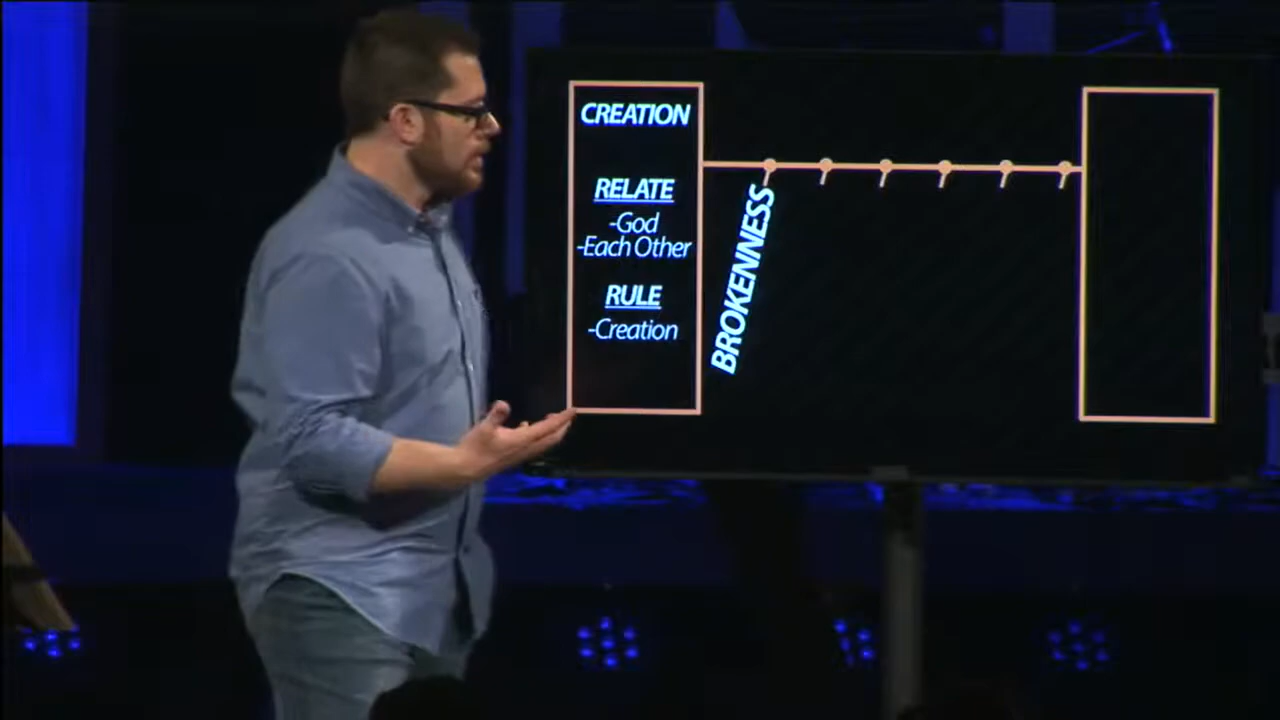 CREATION
RELATE
-God
-Each Other
RULE
-Creation
BROKENNESS